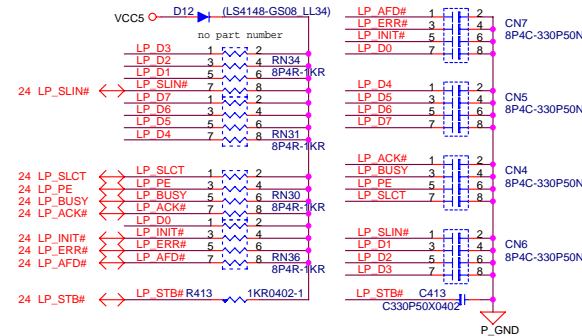 VCC5 D12 (LS4148-GS08_LL34)
no part number
LP_D3 1 2
LP_D2 3 4 RN34
LP_D1 5 6 8P4R-1KR
24 LP_SLIN# LP_SLIN# 7 8
LP_D7 1 2
LP_D6 3 4
LP_D5 5 6 RN31
LP_D4 7 8 8P4R-1KR
24 LP_SLCT LP_SLCT 1 2
24 LP_PE LP_PE 3 4
24 LP_BUSY LP_BUSY 5 6 RN30
24 LP_ACK# LP_ACK# 7 8 8P4R-1KR
LP_D0 1 2
24 LP_INIT# LP_INIT# 3 4
24 LP_ERR# LP_ERR# 5 6
24 LP_AFD# LP_AFD# 7 8 RN36
8P4R-1KR
24 LP_STB# LP_STB# R413 1KR0402-1
LP_AFD# 1 2
LP_ERR# 3 4 CN7
LP_INIT# 5 6 8P4C-330P50N
LP_D0 7 8
LP_D4 1 2
LP_D5 3 4 CN5
LP_D6 5 6 8P4C-330P50N
LP_D7 7 8
LP_ACK# 1 2
LP_BUSY 3 4 CN4
LP_PE 5 6 8P4C-330P50N
LP_SLCT 7 8
LP_SLIN# 1 2
LP_D1 3 4 CN6
LP_D2 5 6 8P4C-330P50N
LP_D3 7 8
LP_STB# C413
C330P50X0402
P_GND